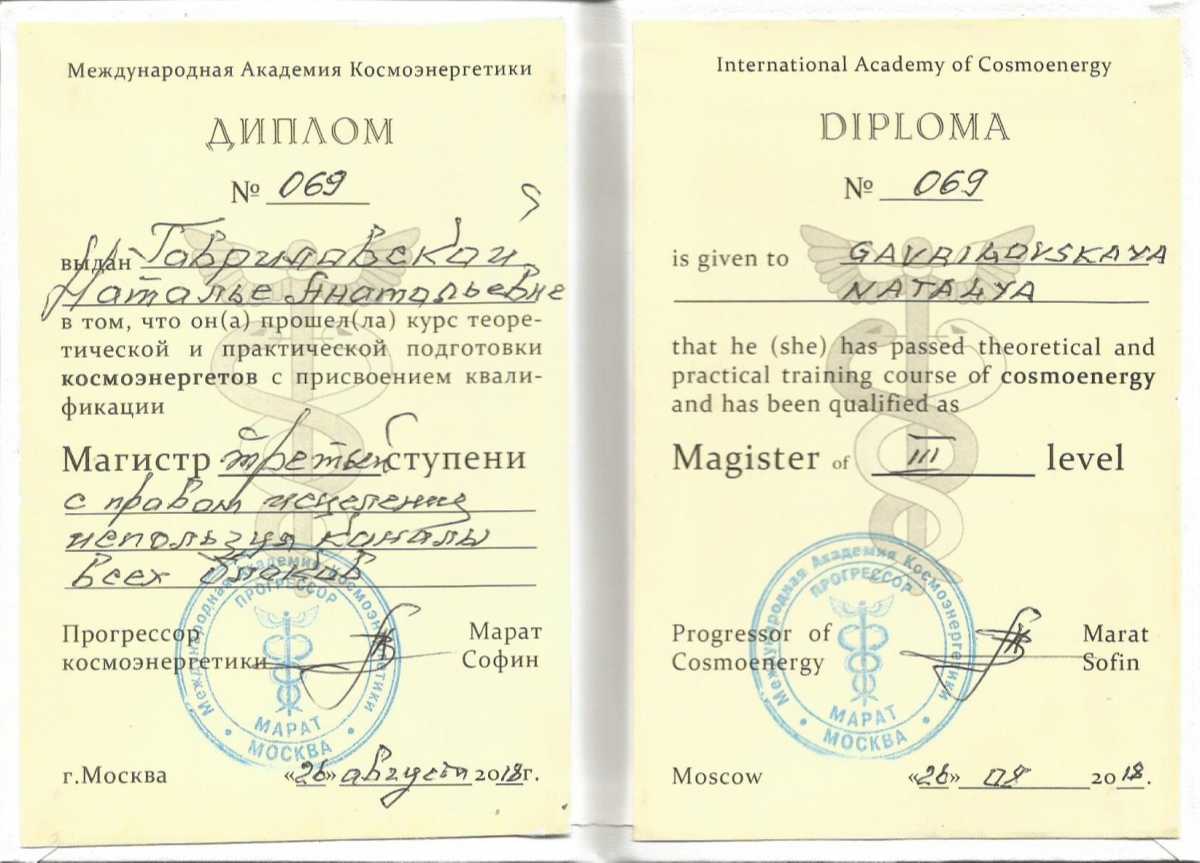 Международная Академия Космоэнергетики
ДИПЛОМ
№ 069
выдан Гавриловской
Наталье Анатольевне
в том, что он(а) прошел(ла) курс теоре-
тической и практической подготовки
космоэнергетов с присвоением квали-
фикации
Магистр третьей ступени
с правом исцеления
используя каналы
всех блоков
Прогрессор Марат
космоэнергетики Софин
Международная Академия Космоэнергетики
ПРОГРЕССОР
МАРАТ
МОСКВА
г.Москва «26» август 2018г.
International Academy of Cosmoenergy
DIPLOMA
№ 069
is given to GAVRILOVSKAYA
NATALYA
that he (she) has passed theoretical and
practical training course of cosmoenergy
and has been qualified as
Magister of III level
Progressor of Marat
Cosmoenergy Sofin
Международная Академия Космоэнергетики
ПРОГРЕССОР
МАРАТ
МОСКВА
Moscow «26» 08 2018.